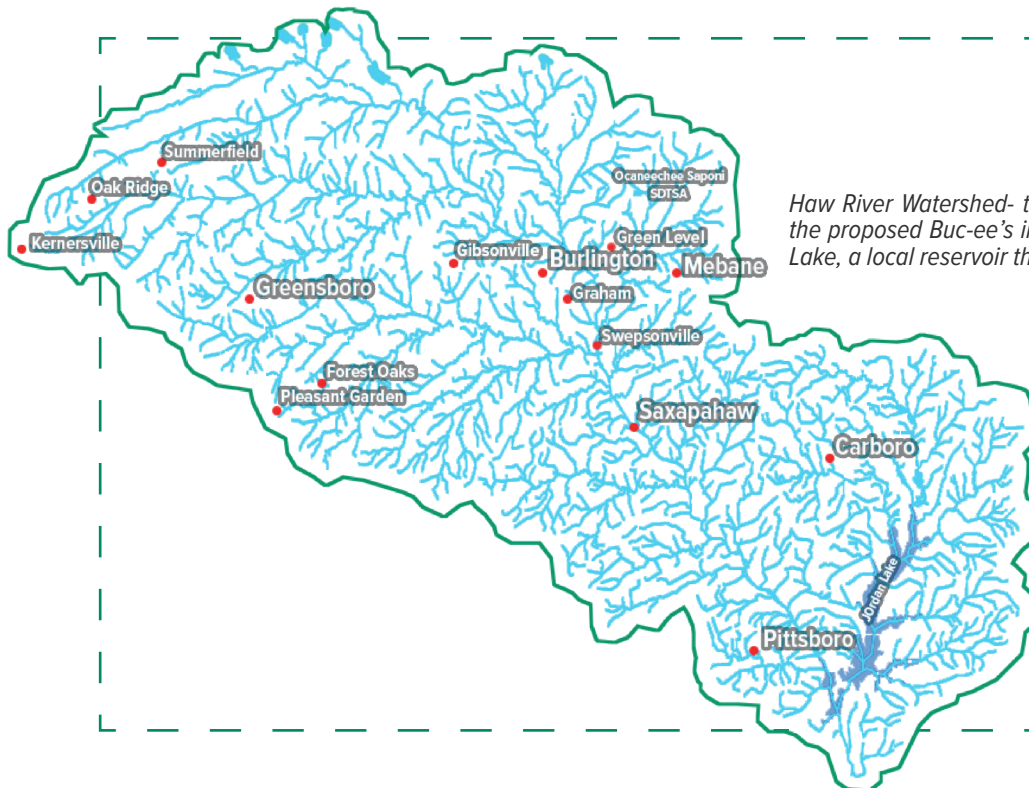 Summerfield
Ocaneechee Saponi
SDTSA
Oak Ridge
Haw River Watershed- t
the proposed Buc-ee's i
Lake, a local reservoir th
Kernersville
Green Level
Gibsonville
Burlington
Mebane
Greensboro
Graham
Swepsonville
Forest Oaks
Pleasant Garden
Saxapahaw
Carboro
JOrdan Lake
Pittsboro